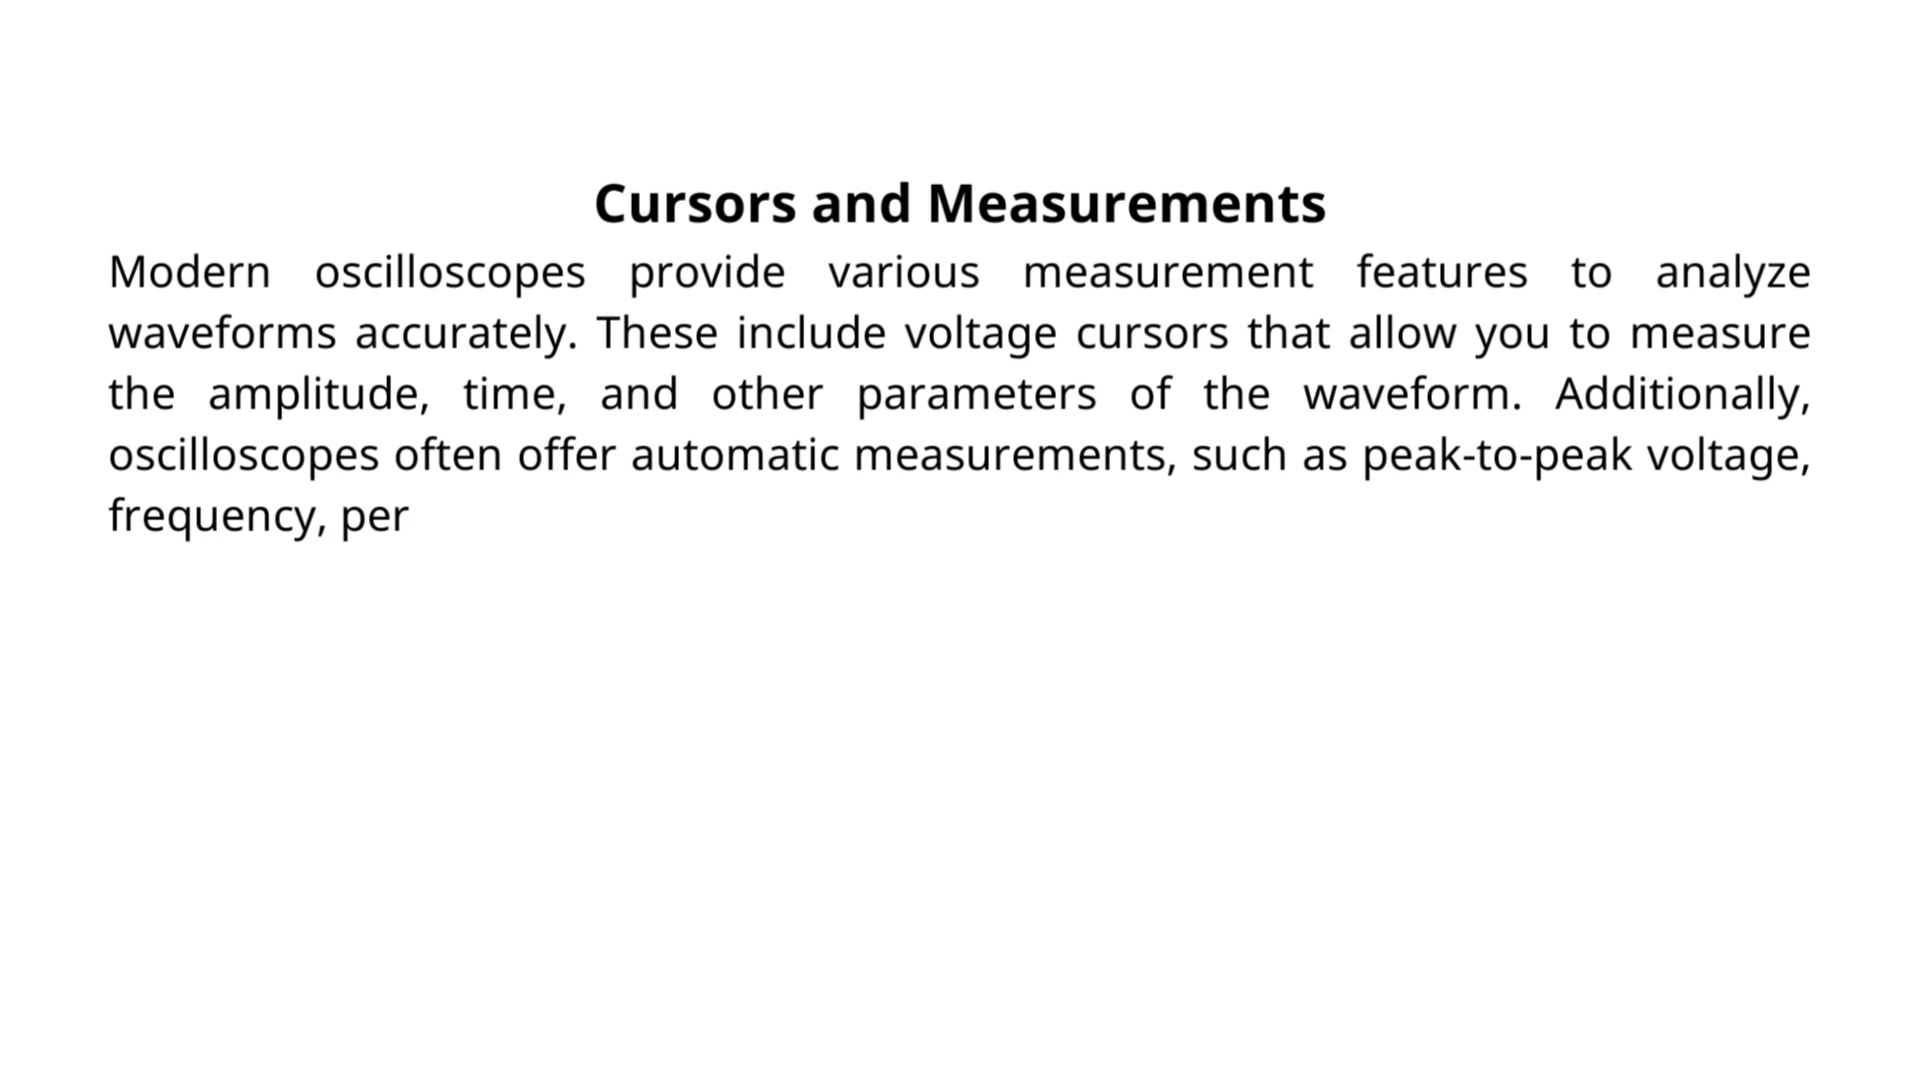 Cursors and Measurements
Modern oscilloscopes provide various measurement features to analyze
waveforms accurately. These include voltage cursors that allow you to measure
the amplitude, time, and other parameters of the waveform. Additionally,
oscilloscopes often offer automatic measurements, such as peak-to-peak voltage,
frequency, per